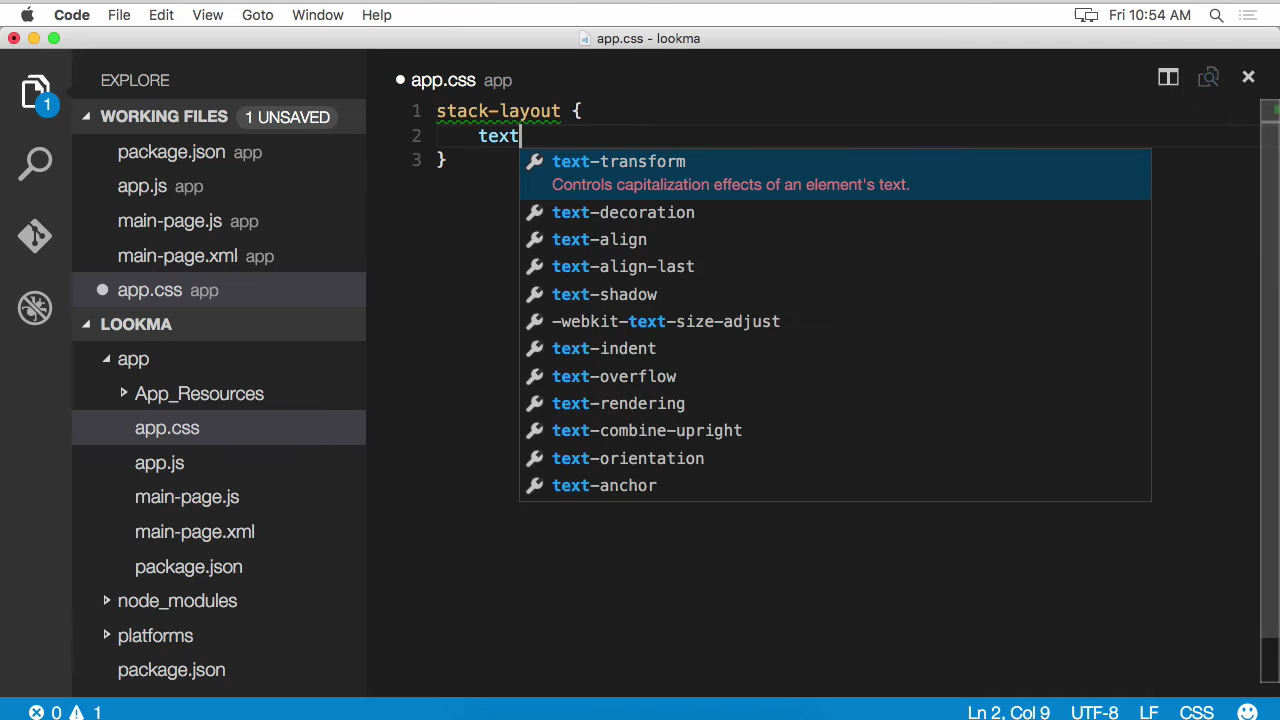 Code File Edit View Goto Window Help Fri 10:54 AM
app.css - lookma
EXPLORE
WORKING FILES 1 UNSAVED
package.json app
app.js app
main-page.js app
main-page.xml app
app.css app
LOOKMA
app
App_Resources
app.css
app.js
main-page.js
main-page.xml
package.json
node_modules
platforms
package.json
1
app.css app
1 stack-layout {
2 text
3 }
text-transform
Controls capitalization effects of an element's text.
text-decoration
text-align
text-align-last
text-shadow
-webkit-text-size-adjust
text-indent
text-overflow
text-rendering
text-combine-upright
text-orientation
text-anchor
0 1 Ln 2, Col 9 UTF-8 LF CSS